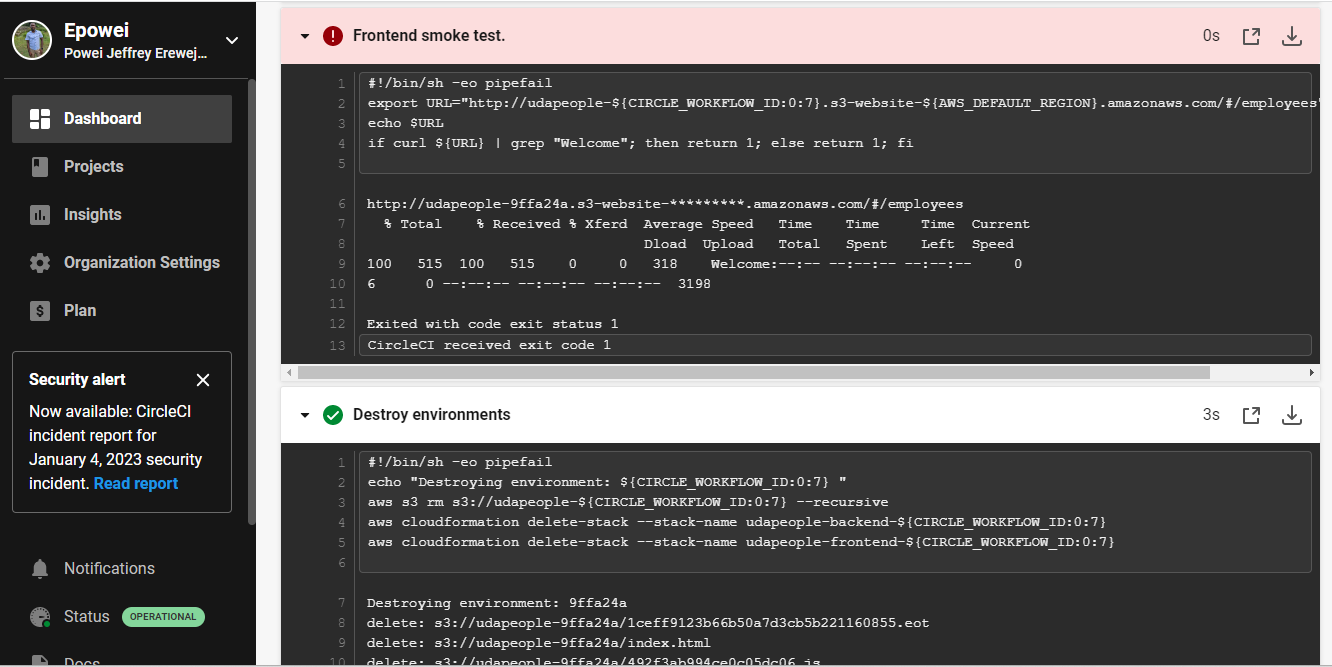 Epowei
Powei Jeffrey Erewej...
Dashboard
Projects
Insights
Organization Settings
Plan
Security alert
Now available: CircleCI
incident report for
January 4, 2023 security
incident. Read report
Notifications
Status OPERATIONAL
Docs
Frontend smoke test. 0s
1 #!/bin/sh -eo pipefail
2 export URL="http://udapeople-${CIRCLE_WORKFLOW_ID:0:7}.s3-website-${AWS_DEFAULT_REGION}.amazonaws.com/#/employees"
3 echo $URL
4 if curl ${URL} | grep "Welcome"; then return 1; else return 1; fi
5
6 http://udapeople-9ffa24a.s3-website-*********.amazonaws.com/#/employees
7 % Total % Received % Xferd Average Speed Time Time Time Current
8 Dload Upload Total Spent Left Speed
9 100 515 100 515 0 0 318 Welcome:--:-- --:--:-- --:--:-- 0
10 6 0 --:--:-- --:--:-- --:--:-- 3198
11
12 Exited with code exit status 1
13 CircleCI received exit code 1
Destroy environments 3s
1 #!/bin/sh -eo pipefail
2 echo "Destroying environment: ${CIRCLE_WORKFLOW_ID:0:7} "
3 aws s3 rm s3://udapeople-${CIRCLE_WORKFLOW_ID:0:7} --recursive
4 aws cloudformation delete-stack --stack-name udapeople-backend-${CIRCLE_WORKFLOW_ID:0:7}
5 aws cloudformation delete-stack --stack-name udapeople-frontend-${CIRCLE_WORKFLOW_ID:0:7}
6
7 Destroying environment: 9ffa24a
8 delete: s3://udapeople-9ffa24a/1ceff9123b66b50a7d3cb5b221160855.eot
9 delete: s3://udapeople-9ffa24a/index.html
10 delete: s3://udapeople-9ffa24a/492f3ab994ce0c05dc06.js